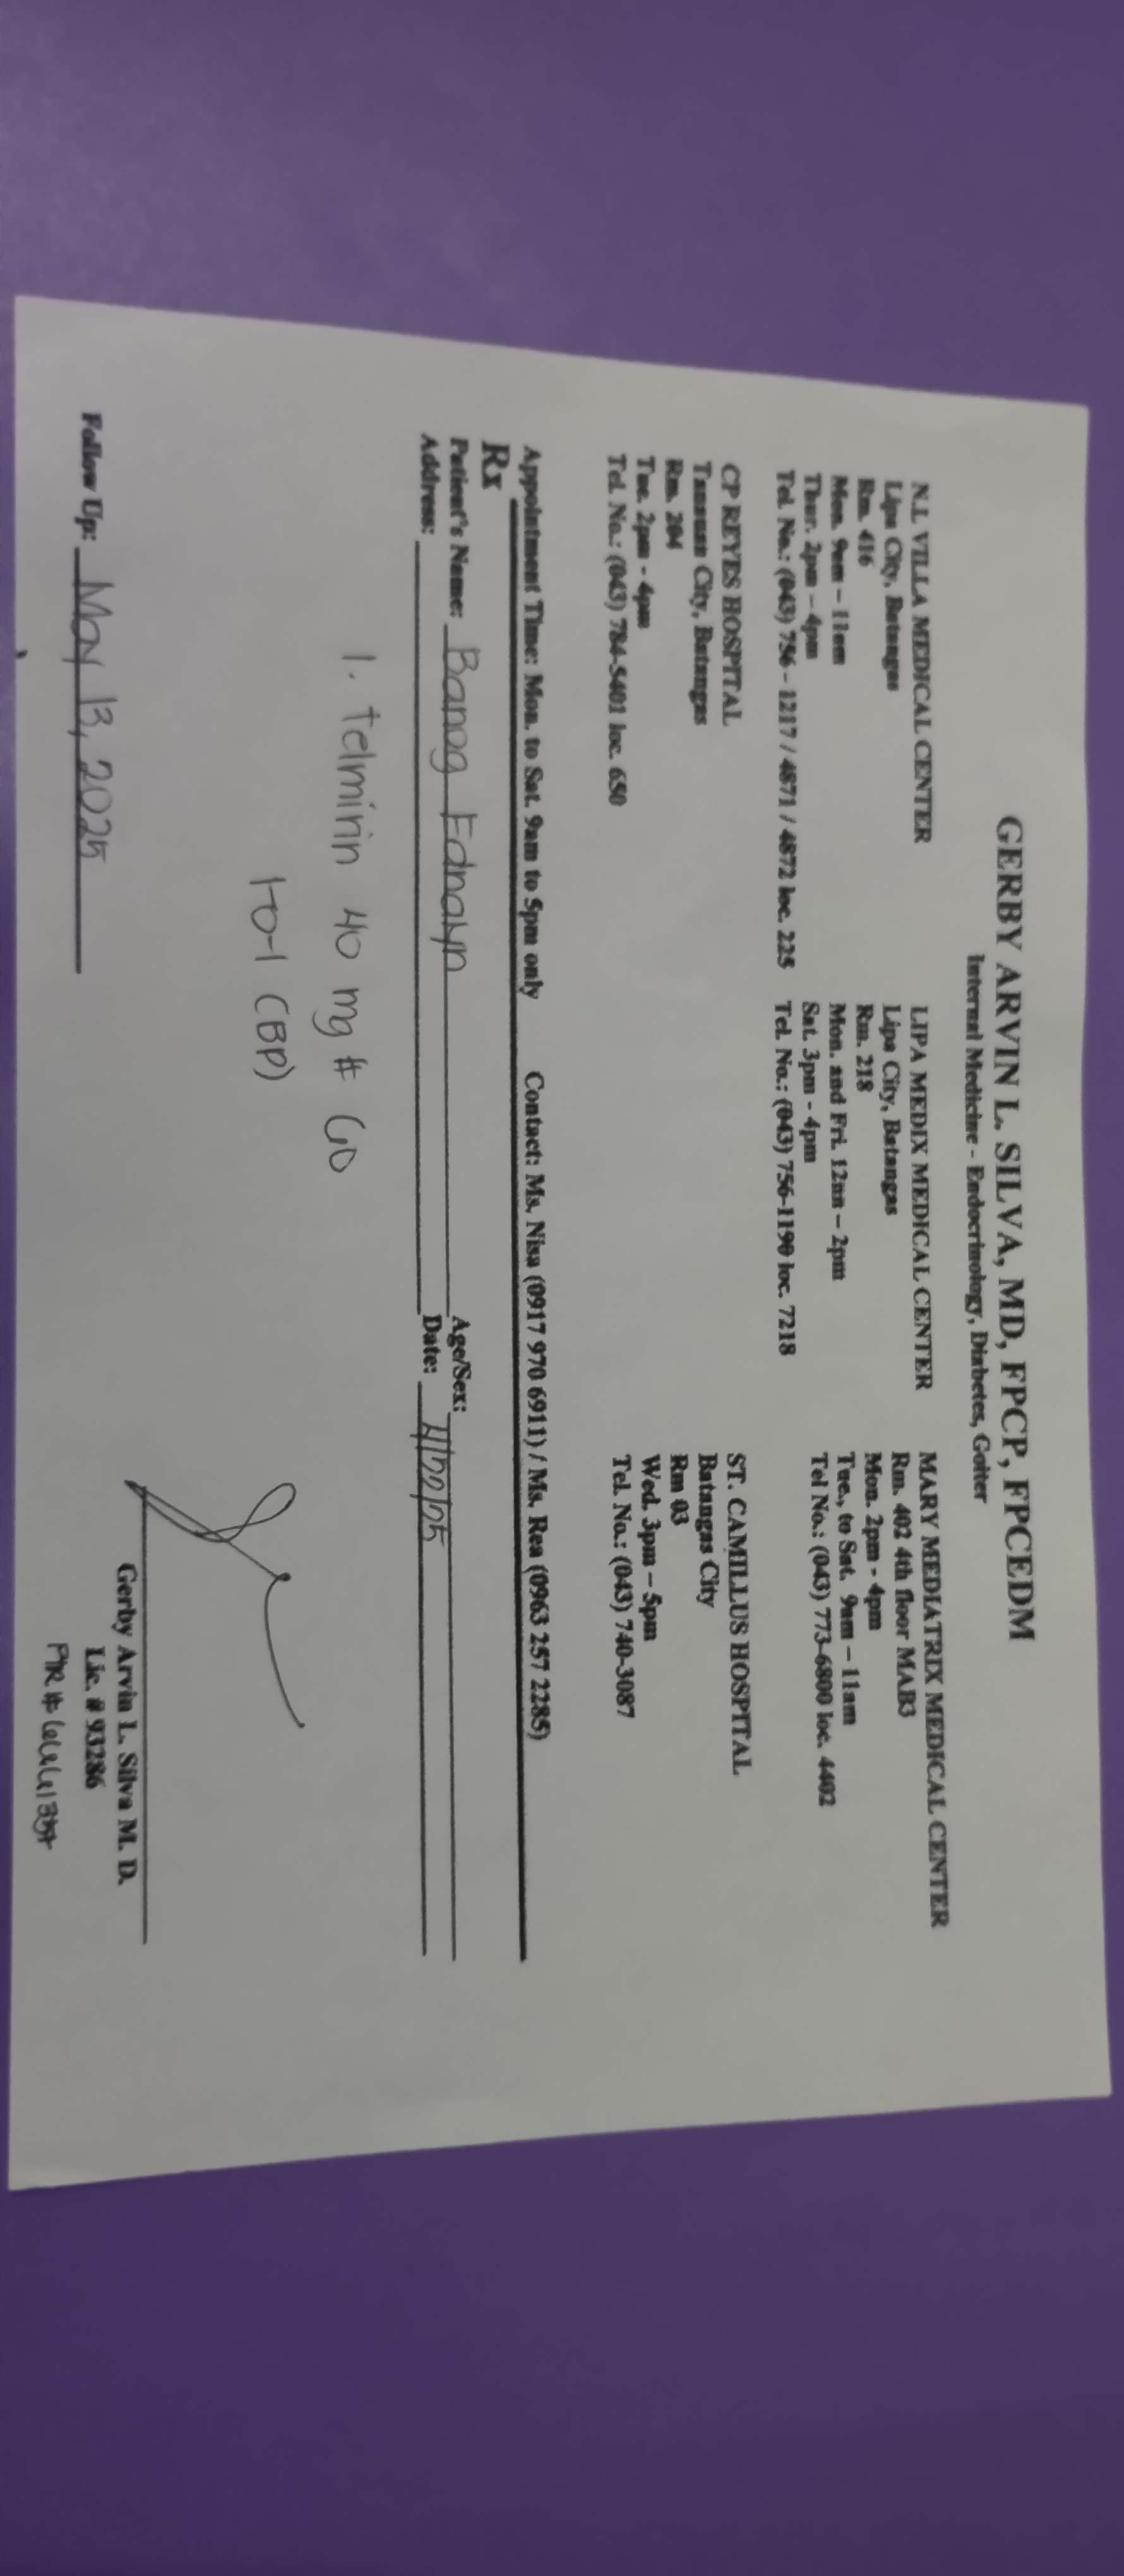 GERBY ARVIN L. SILVA, MD, FPCP, FPCEDM
Internal Medicine - Endocrinology, Diabetes, Goiter
N.L VILLA MEDICAL CENTER
Lipa City, Batangas
Rm. 416
Mon. 9am – 11am
Thur. 2pm – 4pm
Tel. No.: (043) 756 - 1217 / 4871 / 4872 loc. 225
LIPA MEDIX MEDICAL CENTER
Lipa City, Batangas
Rm. 218
Mon. and Fri. 12nn – 2pm
Sat. 3pm - 4pm
Tel. No.: (043) 756-1190 loc. 7218
MARY MEDIATRIX MEDICAL CENTER
Rm. 402 4th floor MAB3
Mon. 2pm - 4pm
Tue., to Sat. 9am – 11am
Tel No.: (043) 773-6800 loc. 4402
CP REYES HOSPITAL
Tanauan City, Batangas
Rm. 204
Tue. 2pm - 4pm
Tel. No.: (043) 784-5401 loc. 650
ST. CAMILLUS HOSPITAL
Batangas City
Rm 03
Wed. 3pm – 5pm
Tel. No.: (043) 740-3087
Appointment Time: Mon. to Sat. 9am to 5pm only Contact: Ms. Nisa (0917 970 6911) / Ms. Rea (0963 257 2285)
Rx
Patient's Name: Banog Ednalyn Age/Sex:
Address: Date:
1. telmirin 40 mg # 60
1-0-1 (BP)
Follow Up: May 13, 2025
Gerby Arvin L. Silva M. D.
Lic. # 93286
PTR #